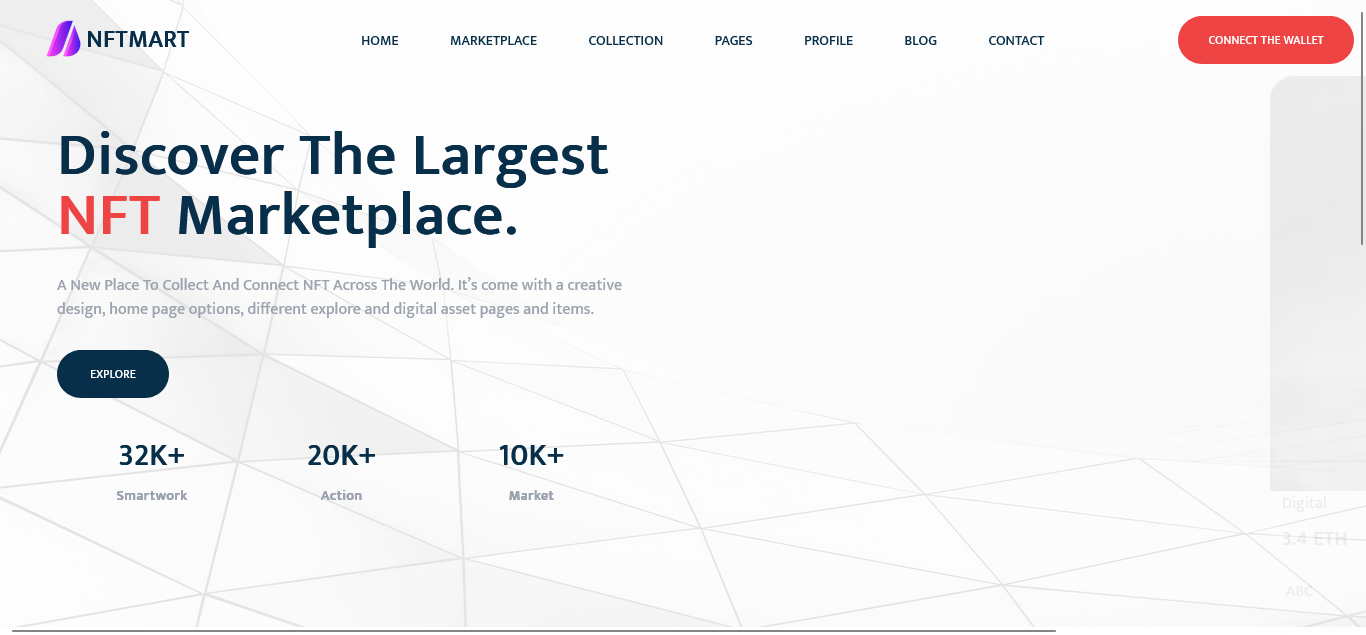 NFTMART
HOME MARKETPLACE COLLECTION PAGES PROFILE BLOG CONTACT
CONNECT THE WALLET
Discover The Largest
NFT Marketplace.
A New Place To Collect And Connect NFT Across The World. It’s come with a creative
design, home page options, different explore and digital asset pages and items.
EXPLORE
32K+ 20K+ 10K+
Smartwork Action Market
Digital
3.4 ETH
ABC